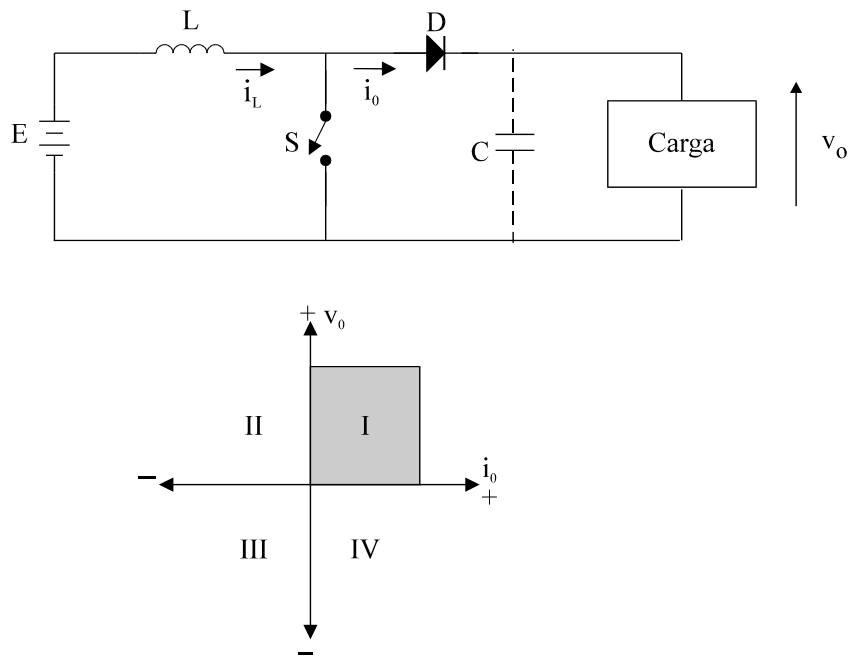 L
D
i_L
i_0
E
S
C
Carga
v_o
+ v_0
II
I
−
i_0
+
III
IV
−